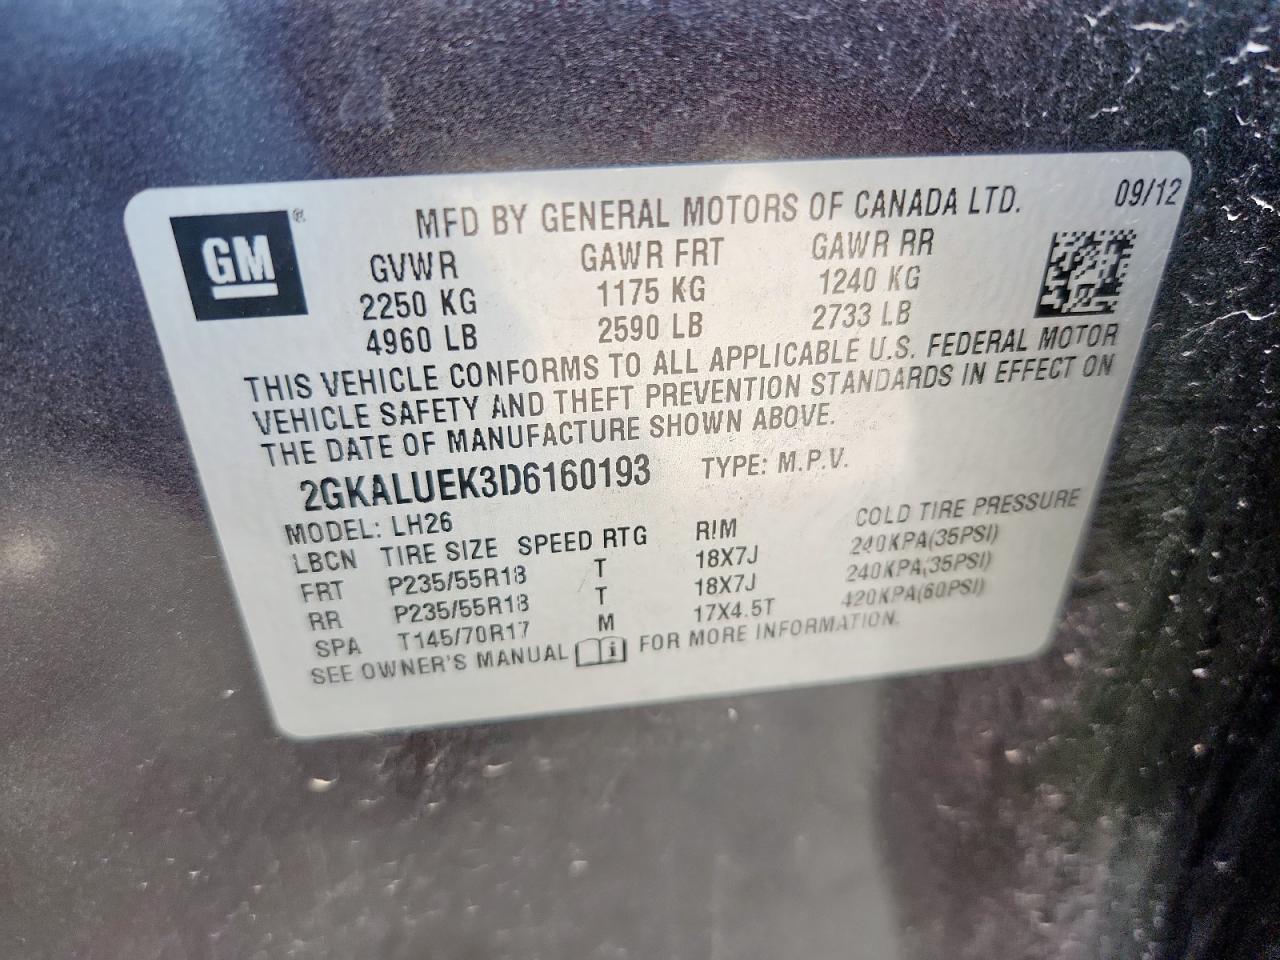 GM ®
MFD BY GENERAL MOTORS OF CANADA LTD. 09/12
GVWR GAWR FRT GAWR RR
2250 KG 1175 KG 1240 KG
4960 LB 2590 LB 2733 LB
THIS VEHICLE CONFORMS TO ALL APPLICABLE U.S. FEDERAL MOTOR
VEHICLE SAFETY AND THEFT PREVENTION STANDARDS IN EFFECT ON
THE DATE OF MANUFACTURE SHOWN ABOVE.
2GKALUEK3D6160193 TYPE: M.P.V.
MODEL: LH26
LBCN TIRE SIZE SPEED RTG RIM COLD TIRE PRESSURE
FRT P235/55R18 T 18X7J 240KPA(35PSI)
RR P235/55R18 T 18X7J 240KPA(35PSI)
SPA T145/70R17 M 17X4.5T 420KPA(60PSI)
SEE OWNER'S MANUAL i FOR MORE INFORMATION.